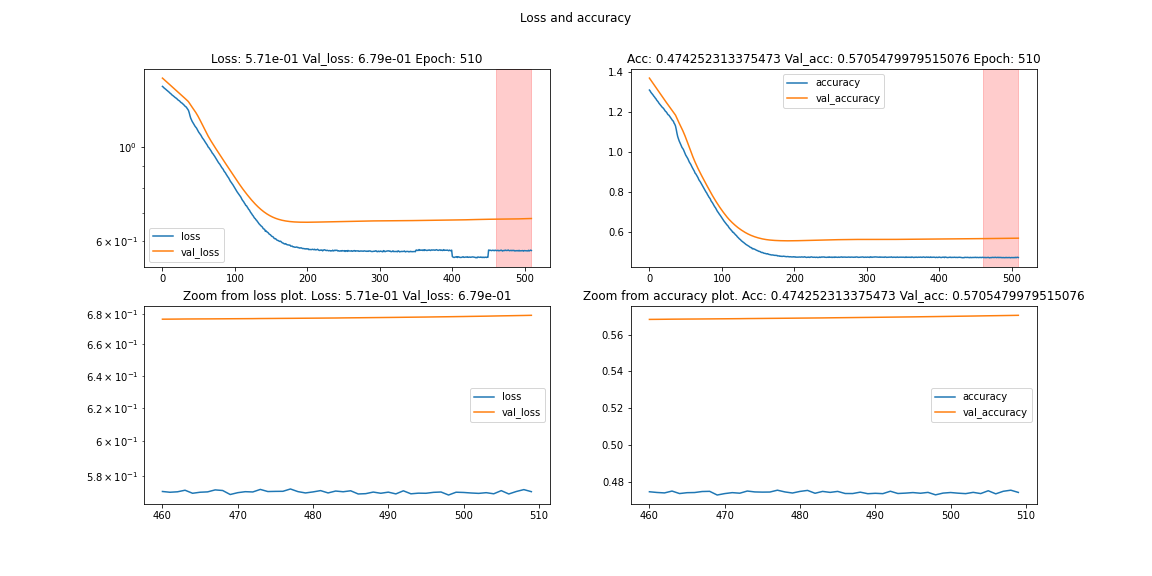 Loss and accuracy
Loss: 5.71e-01 Val_loss: 6.79e-01 Epoch: 510
10⁰
6 × 10⁻¹
loss
val_loss
0 100 200 300 400 500
Acc: 0.474252313375473 Val_acc: 0.5705479979515076 Epoch: 510
1.4
1.2
1.0
0.8
0.6
accuracy
val_accuracy
0 100 200 300 400 500
Zoom from loss plot. Loss: 5.71e-01 Val_loss: 6.79e-01
6.8 × 10⁻¹
6.6 × 10⁻¹
6.4 × 10⁻¹
6.2 × 10⁻¹
6 × 10⁻¹
5.8 × 10⁻¹
loss
val_loss
460 470 480 490 500 510
Zoom from accuracy plot. Acc: 0.474252313375473 Val_acc: 0.5705479979515076
0.56
0.54
0.52
0.50
0.48
accuracy
val_accuracy
460 470 480 490 500 510